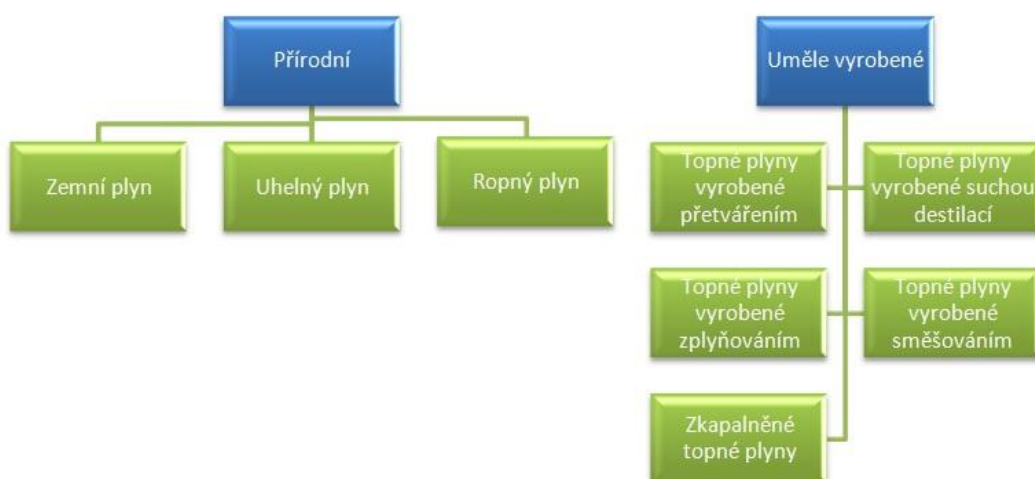 Přírodní
Zemní plyn
Uhelný plyn
Ropný plyn
Uměle vyrobené
Topné plyny
vyrobené
přetvářením
Topné plyny
vyrobené suchou
destilací
Topné plyny
vyrobené
zplyňováním
Topné plyny
vyrobené
směšováním
Zkapalněné
topné plyny